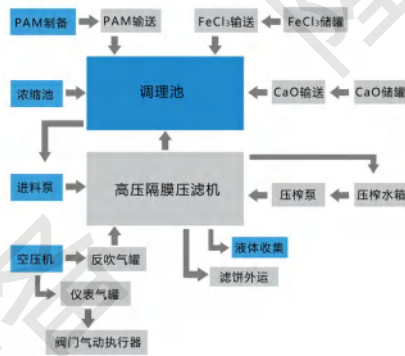 PAM制备
PAM输送
FeCl₃输送
FeCl₃储罐
浓缩池
调理池
CaO输送
CaO储罐
进料泵
高压隔膜压滤机
压榨泵
压榨水箱
空压机
反吹气罐
液体收集
滤饼外运
仪表气罐
阀门气动执行器